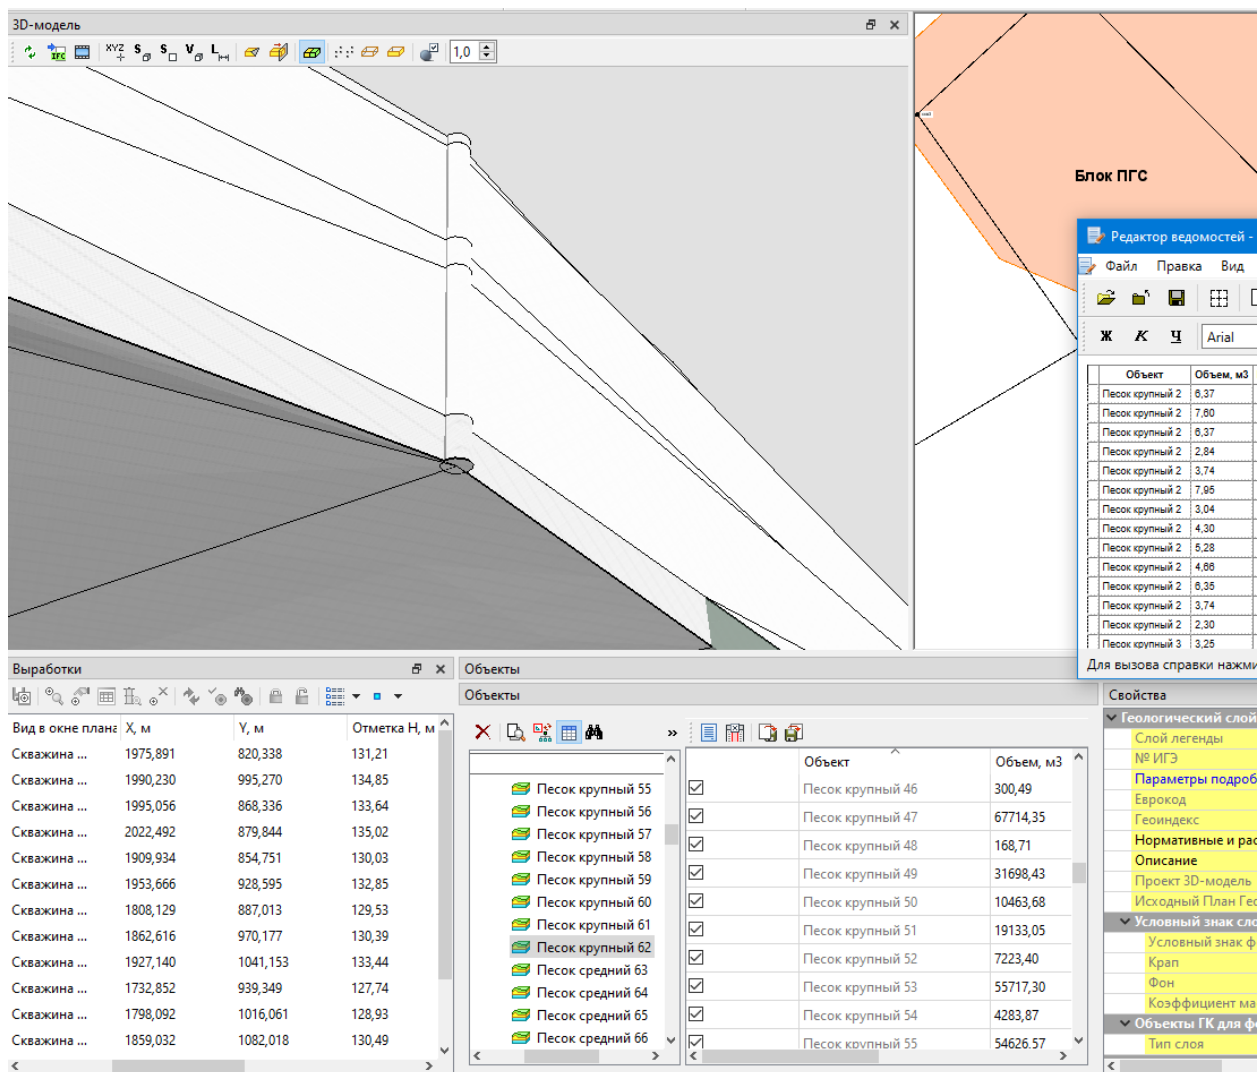 3D-модель
IFC XYZ S S V L 1,0
Блок ПГС
Редактор ведомостей -
Файл Правка Вид
Ж К Ч Arial
Объект Объем, м3
Песок крупный 2 6,37
Песок крупный 2 7,60
Песок крупный 2 6,37
Песок крупный 2 2,84
Песок крупный 2 3,74
Песок крупный 2 7,95
Песок крупный 2 3,04
Песок крупный 2 4,30
Песок крупный 2 5,28
Песок крупный 2 4,66
Песок крупный 2 6,35
Песок крупный 2 3,74
Песок крупный 2 2,30
Песок крупный 3 3,25
Для вызова справки нажми
Выработки
Вид в окне плана X, м Y, м Отметка H, м
Скважина ... 1975,891 820,338 131,21
Скважина ... 1990,230 995,270 134,85
Скважина ... 1995,056 868,336 133,64
Скважина ... 2022,492 879,844 135,02
Скважина ... 1909,934 854,751 130,03
Скважина ... 1953,666 928,595 132,85
Скважина ... 1808,129 887,013 129,53
Скважина ... 1862,616 970,177 130,39
Скважина ... 1927,140 1041,153 133,44
Скважина ... 1732,852 939,349 127,74
Скважина ... 1798,092 1016,061 128,93
Скважина ... 1859,032 1082,018 130,49
Объекты
Объекты
»
Песок крупный 55
Песок крупный 56
Песок крупный 57
Песок крупный 58
Песок крупный 59
Песок крупный 60
Песок крупный 61
Песок крупный 62
Песок средний 63
Песок средний 64
Песок средний 65
Песок средний 66
Объект Объем, м3
Песок крупный 46 300,49
Песок крупный 47 67714,35
Песок крупный 48 168,71
Песок крупный 49 31698,43
Песок крупный 50 10463,68
Песок крупный 51 19133,05
Песок крупный 52 7223,40
Песок крупный 53 55717,30
Песок крупный 54 4283,87
Песок крупный 55 54626,57
Свойства
Геологический слой
Слой легенды
№ ИГЭ
Параметры подроб
Еврокод
Геоиндекс
Нормативные и рас
Описание
Проект 3D-модель
Исходный План Гес
Условный знак сло
Условный знак ф
Крап
Фон
Коэффициент ма
Объекты ГК для фо
Тип слоя